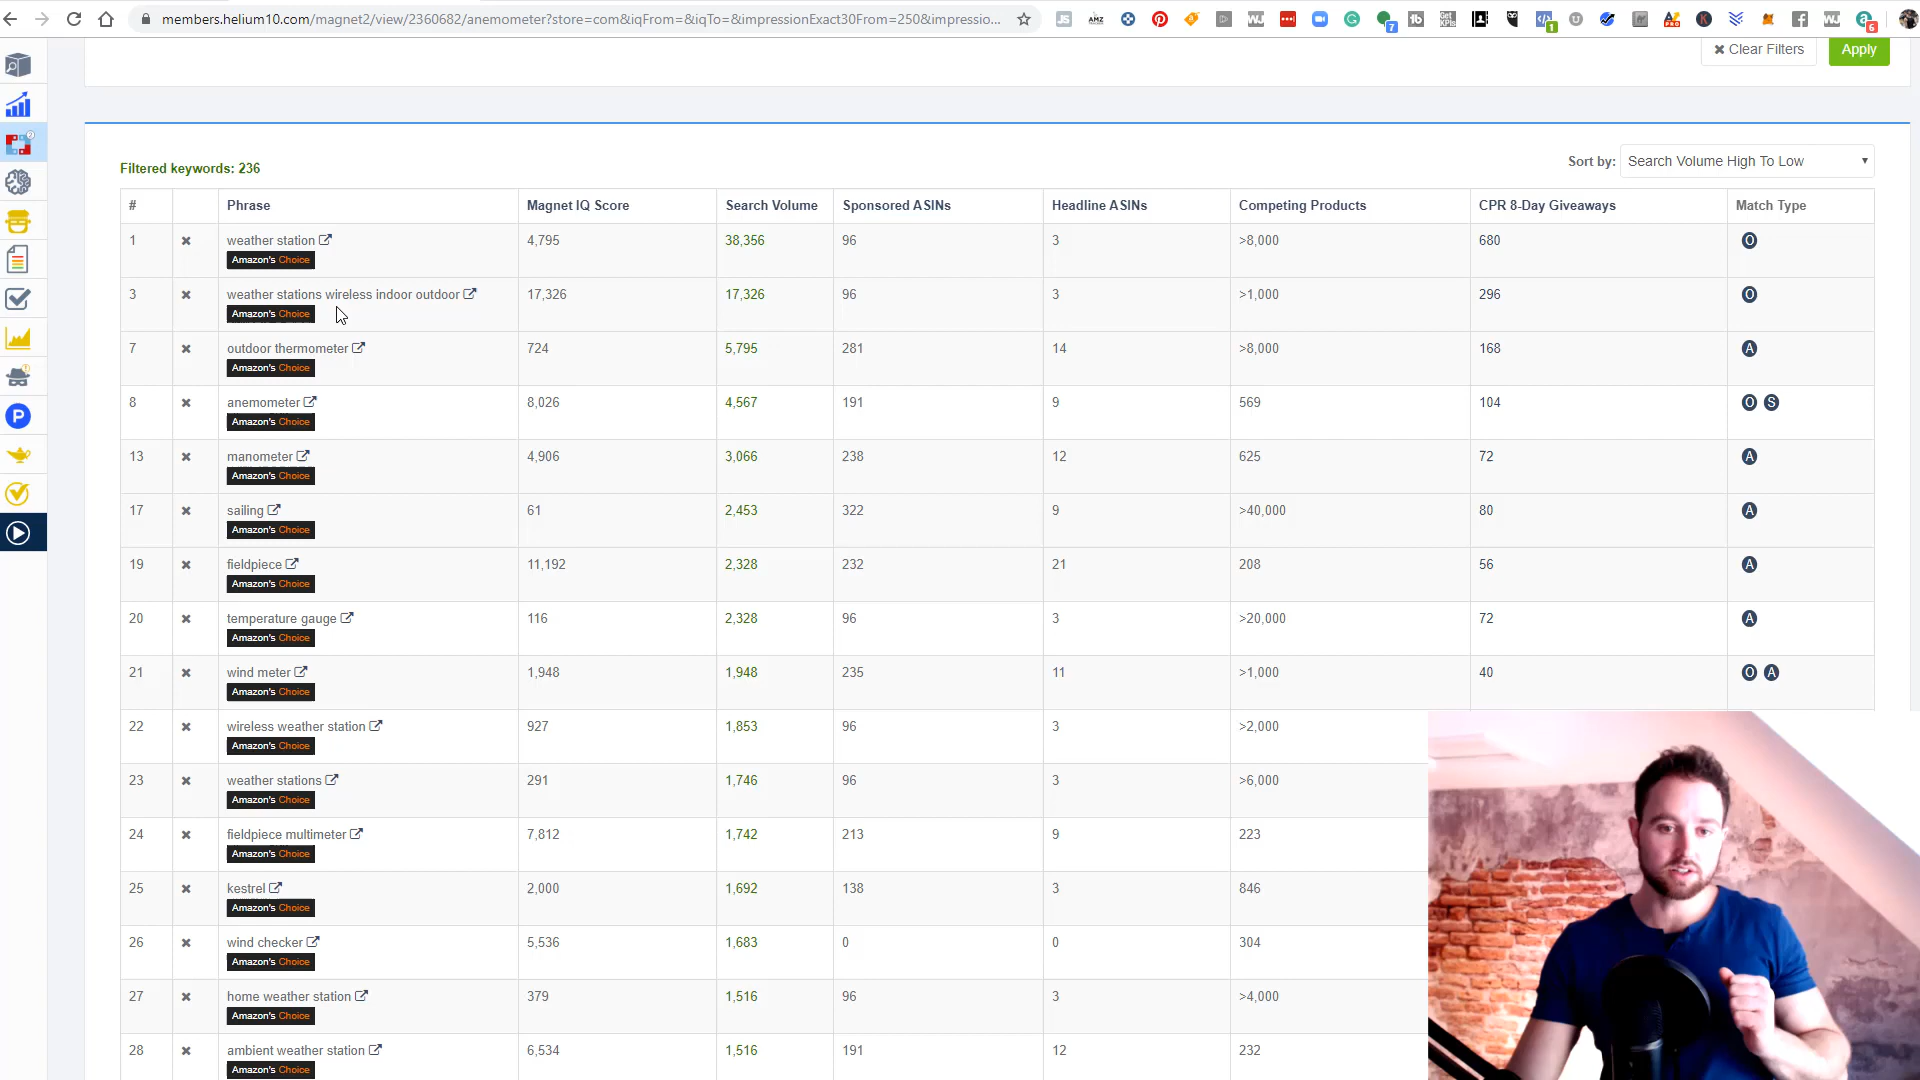 members.helium10.com/magnet2/view/2360682/anemometer?store=com&iqFrom=&iqTo=&impressionExact30From=250&impressio...
Clear Filters
Apply
Filtered keywords: 236
Sort by: Search Volume High To Low
# Phrase Magnet IQ Score Search Volume Sponsored ASINs Headline ASINs Competing Products CPR 8-Day Giveaways Match Type
1 weather station 4,795 38,356 96 3 >8,000 680 O
Amazon's Choice
3 weather stations wireless indoor outdoor 17,326 17,326 96 3 >1,000 296 O
Amazon's Choice
7 outdoor thermometer 724 5,795 281 14 >8,000 168 A
Amazon's Choice
8 anemometer 8,026 4,567 191 9 569 104 O S
Amazon's Choice
13 manometer 4,906 3,066 238 12 625 72 A
Amazon's Choice
17 sailing 61 2,453 322 9 >40,000 80 A
Amazon's Choice
19 fieldpiece 11,192 2,328 232 21 208 56 A
Amazon's Choice
20 temperature gauge 116 2,328 96 3 >20,000 72 A
Amazon's Choice
21 wind meter 1,948 1,948 235 11 >1,000 40 O A
Amazon's Choice
22 wireless weather station 927 1,853 96 3 >2,000
Amazon's Choice
23 weather stations 291 1,746 96 3 >6,000
Amazon's Choice
24 fieldpiece multimeter 7,812 1,742 213 9 223
Amazon's Choice
25 kestrel 2,000 1,692 138 3 846
Amazon's Choice
26 wind checker 5,536 1,683 0 0 304
Amazon's Choice
27 home weather station 379 1,516 96 3 >4,000
Amazon's Choice
28 ambient weather station 6,534 1,516 191 12 232
Amazon's Choice